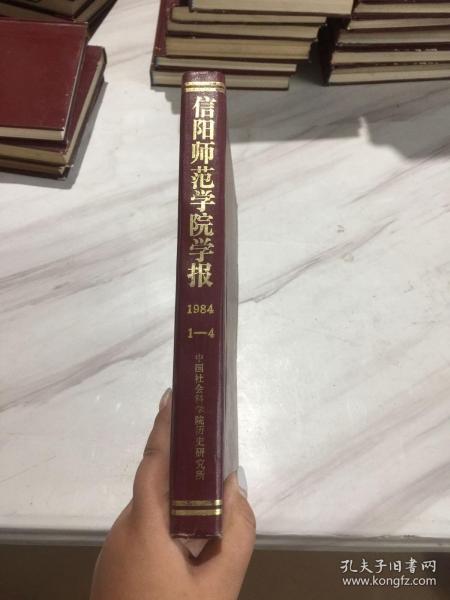 信阳师范学院学报
1984
1—4
中国社会科学院历史研究所
孔夫子旧书网
www.kongfz.com